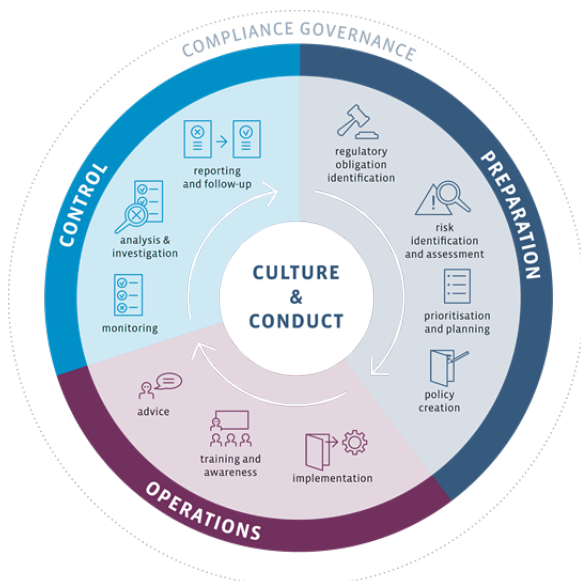 COMPLIANCE GOVERNANCE
PREPARATION
regulatory
obligation
identification
risk
identification
and assessment
prioritisation
and planning
policy
creation
OPERATIONS
implementation
training and
awareness
advice
CONTROL
monitoring
analysis &
investigation
reporting
and follow-up
CULTURE
&
CONDUCT